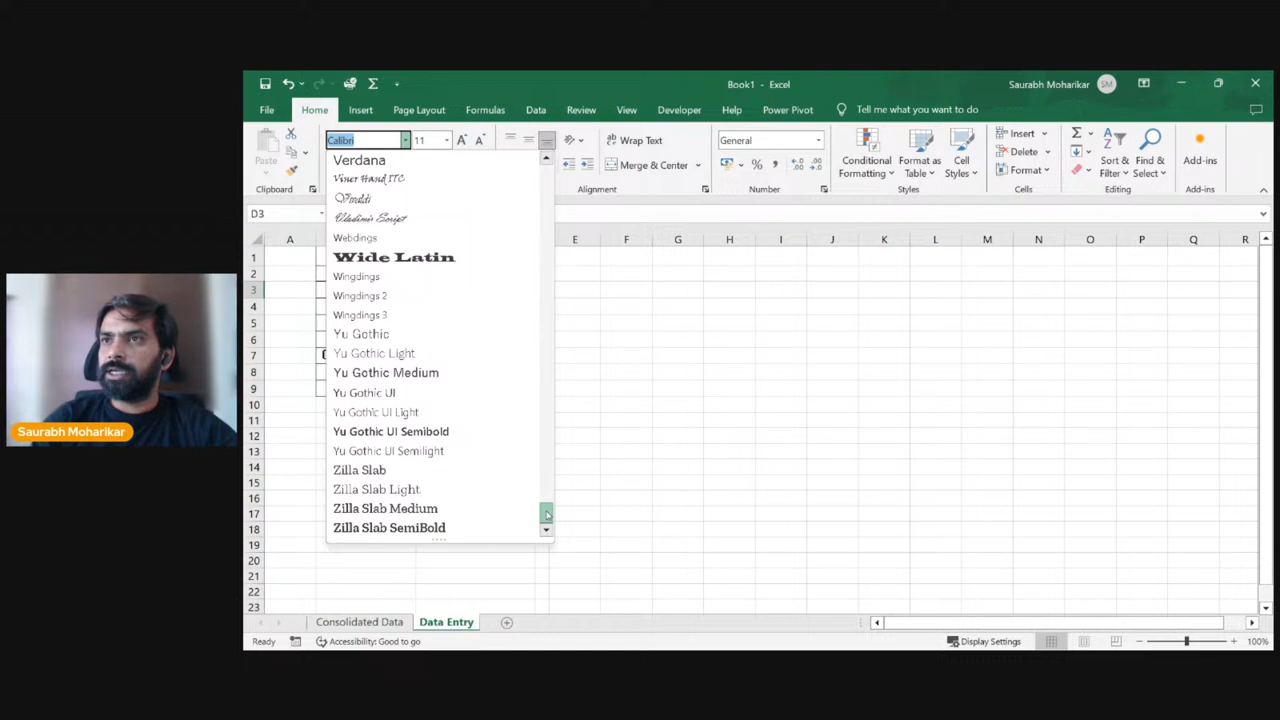 Book1 - Excel
Saurabh Moharikar SM
File Home Insert Page Layout Formulas Data Review View Developer Help Power Pivot Tell me what you want to do
Paste
Calibri 11
Wrap Text
General
Merge & Center
Conditional Formatting
Format as Table
Cell Styles
Insert
Delete
Format
Sort & Filter
Find & Select
Add-ins
Clipboard Alignment Number Styles Cells Editing Add-ins
D3
A E F G H I J K L M N O P Q R
1
2
3
4
5
6
7
8
9
10
11
12
13
14
15
16
17
18
19
20
21
22
23
Verdana
Viner Hand ITC
Vivaldi
Vladimir Script
Webdings
Wide Latin
Wingdings
Wingdings 2
Wingdings 3
Yu Gothic
Yu Gothic Light
Yu Gothic Medium
Yu Gothic UI
Yu Gothic UI Light
Yu Gothic UI Semibold
Yu Gothic UI Semilight
Zilla Slab
Zilla Slab Light
Zilla Slab Medium
Zilla Slab SemiBold
Saurabh Moharikar
Consolidated Data Data Entry
Ready Accessibility: Good to go Display Settings 100%